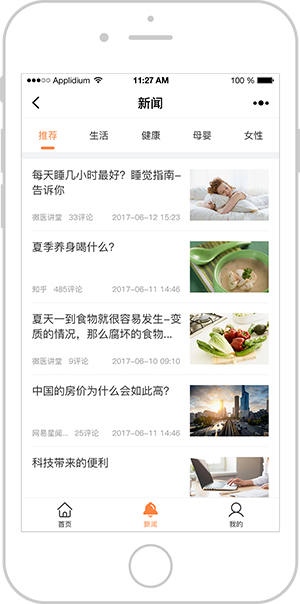 ●●●○○ Applidium 11:27 AM 100 %
新闻
推荐 生活 健康 母婴 女性
每天睡几小时最好？睡觉指南-
告诉你
微医讲堂 33评论 2017-06-12 15:23
夏季养身喝什么？
知乎 485评论 2017-06-11 14:46
夏天一到食物就很容易发生-变
质的情况，那么腐坏的食物...
微医讲堂 9评论 2017-06-10 09:10
中国的房价为什么会如此高？
网易星闻... 25评论 2017-06-11 14:46
科技带来的便利
首页 新闻 我的